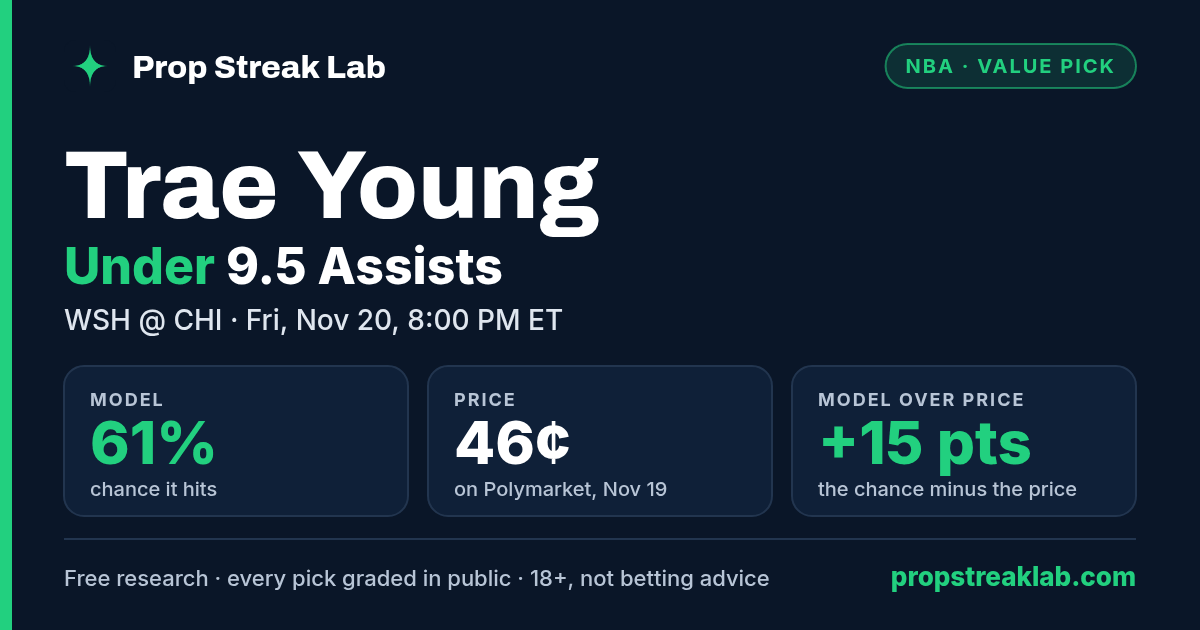 Prop Streak Lab
NBA · VALUE PICK
Trae Young
Under 9.5 Assists
WSH @ CHI · Fri, Nov 20, 8:00 PM ET
MODEL
61%
chance it hits
PRICE
46¢
on Polymarket, Nov 19
MODEL OVER PRICE
+15 pts
the chance minus the price
Free research · every pick graded in public · 18+, not betting advice
propstreaklab.com